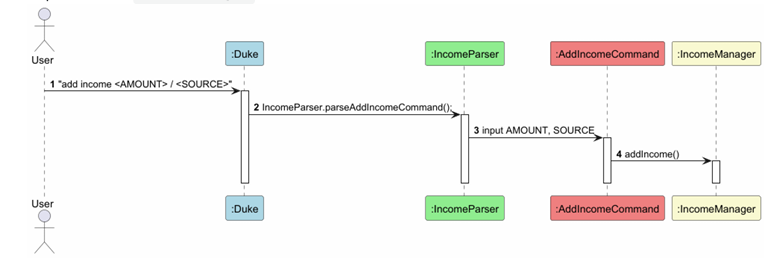 User
:Duke
:IncomeParser
:AddIncomeCommand
:IncomeManager
1 "add income <AMOUNT> / <SOURCE>"
2 IncomeParser.parseAddIncomeCommand();
3 input AMOUNT, SOURCE
4 addIncome()
User
:Duke
:IncomeParser
:AddIncomeCommand
:IncomeManager